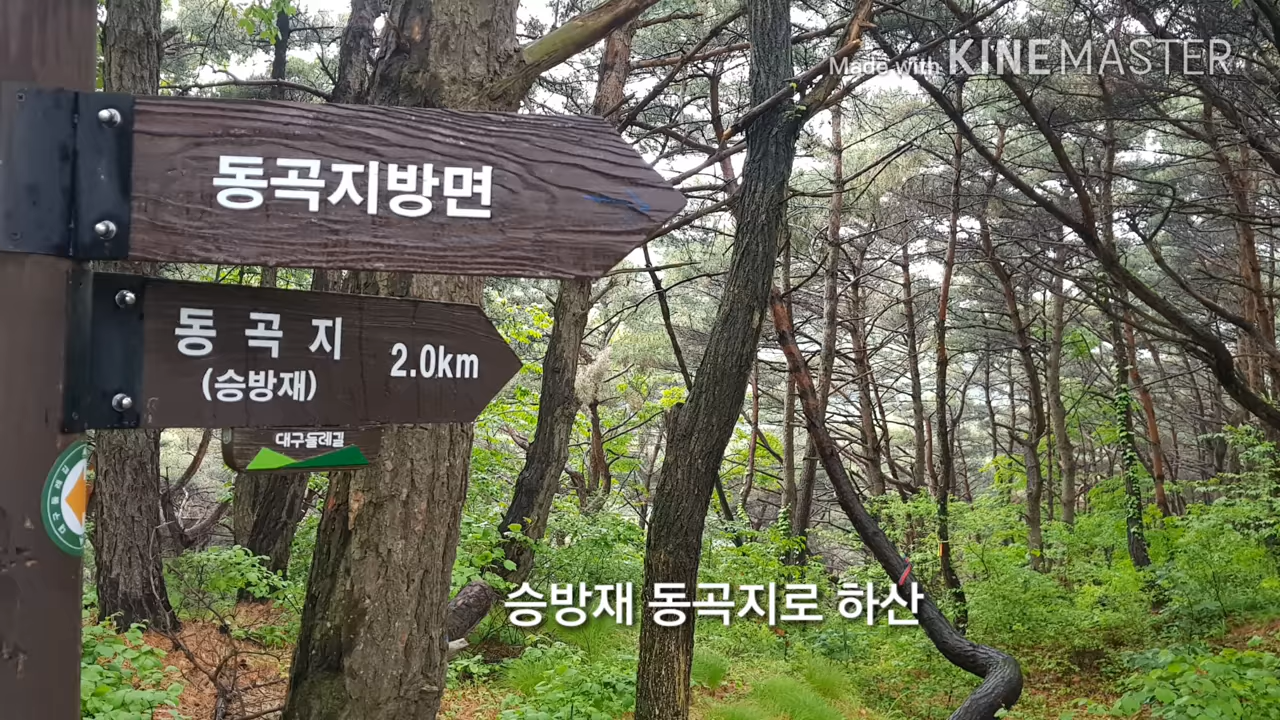 Made with KINEMASTER
동곡지방면
동 곡 지
(승방재)
2.0km
대구둘레길
승방재 동곡지로 하산